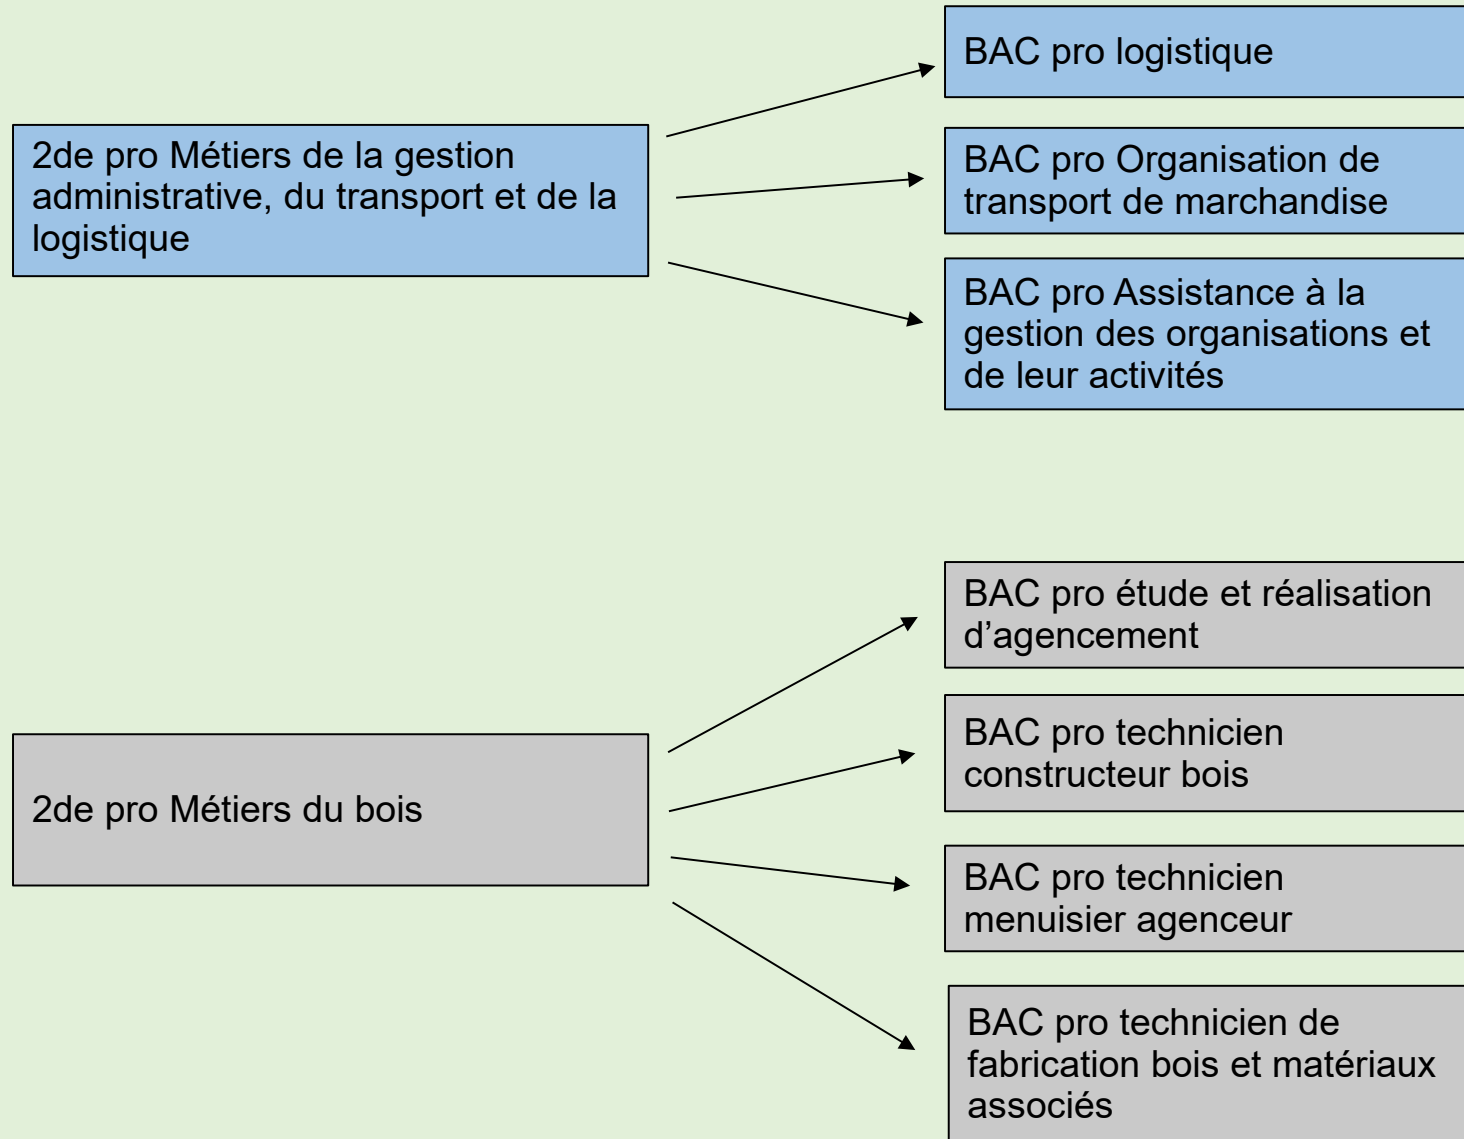 BAC pro logistique
2de pro Métiers de la gestion
administrative, du transport et de la
logistique
BAC pro Organisation de
transport de marchandise
BAC pro Assistance à la
gestion des organisations et
de leur activités
BAC pro étude et réalisation
d’agencement
BAC pro technicien
constructeur bois
2de pro Métiers du bois
BAC pro technicien
menuisier agenceur
BAC pro technicien de
fabrication bois et matériaux
associés